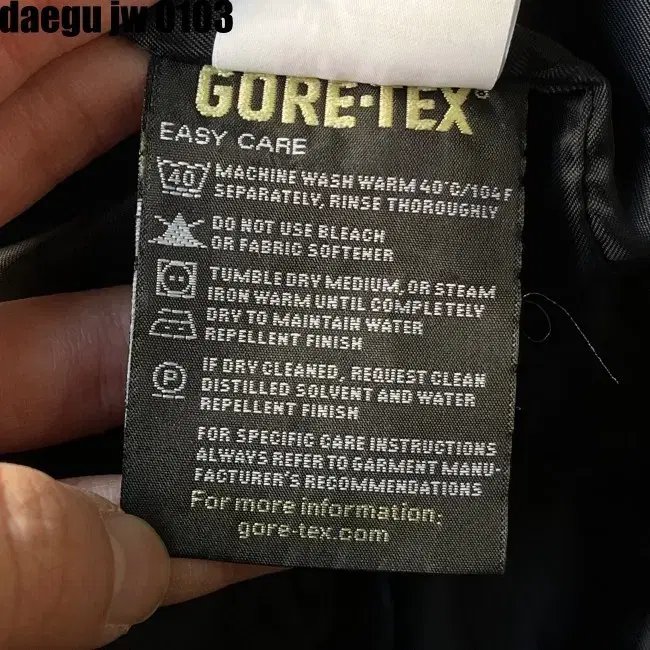 daegu jw 0103
GORE-TEX®
EASY CARE
40 MACHINE WASH WARM 40°C/104F
SEPARATELY, RINSE THOROUGHLY
DO NOT USE BLEACH
OR FABRIC SOFTENER
TUMBLE DRY MEDIUM, OR STEAM
IRON WARM UNTIL COMPLETELY
DRY TO MAINTAIN WATER
REPELLENT FINISH
P IF DRY CLEANED, REQUEST CLEAN
DISTILLED SOLVENT AND WATER
REPELLENT FINISH
FOR SPECIFIC CARE INSTRUCTIONS
ALWAYS REFER TO GARMENT MANU-
FACTURER'S RECOMMENDATIONS
For more information:
gore-tex.com